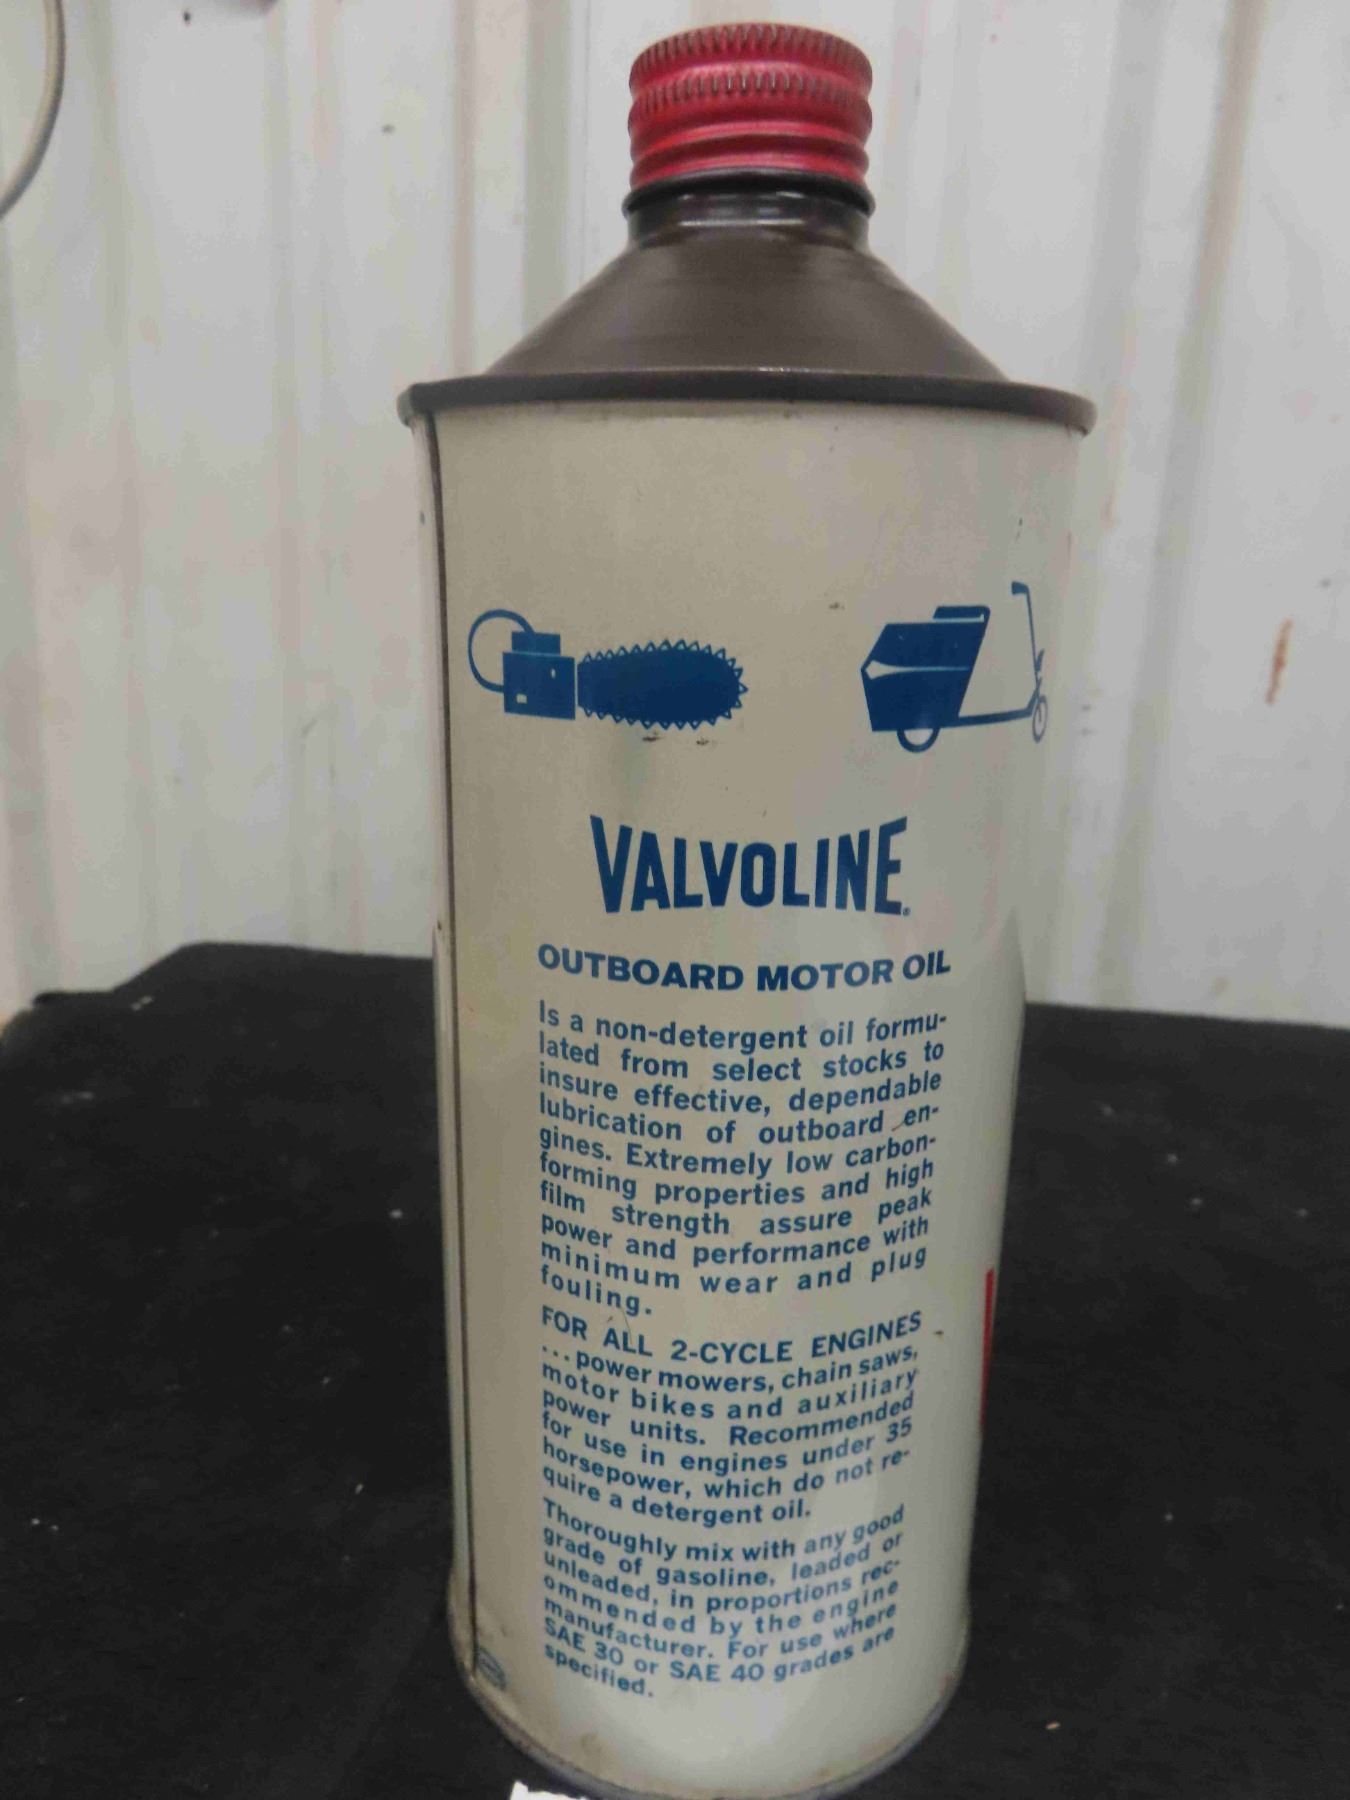 VALVOLINE
OUTBOARD MOTOR OIL
Is a non-detergent oil formu-
lated from select stocks to
insure effective, dependable
lubrication of outboard en-
gines. Extremely low carbon-
forming properties and high
film strength assure peak
power and performance with
minimum wear and plug
fouling.
FOR ALL 2-CYCLE ENGINES
...power mowers, chain saws,
motor bikes and auxiliary
power units. Recommended
for use in engines under 35
horsepower, which do not re-
quire a detergent oil.
Thoroughly mix with any good
grade of gasoline, leaded or
unleaded, in proportions rec-
ommended by the engine
manufacturer. For use where
SAE 30 or SAE 40 grades are
specified.